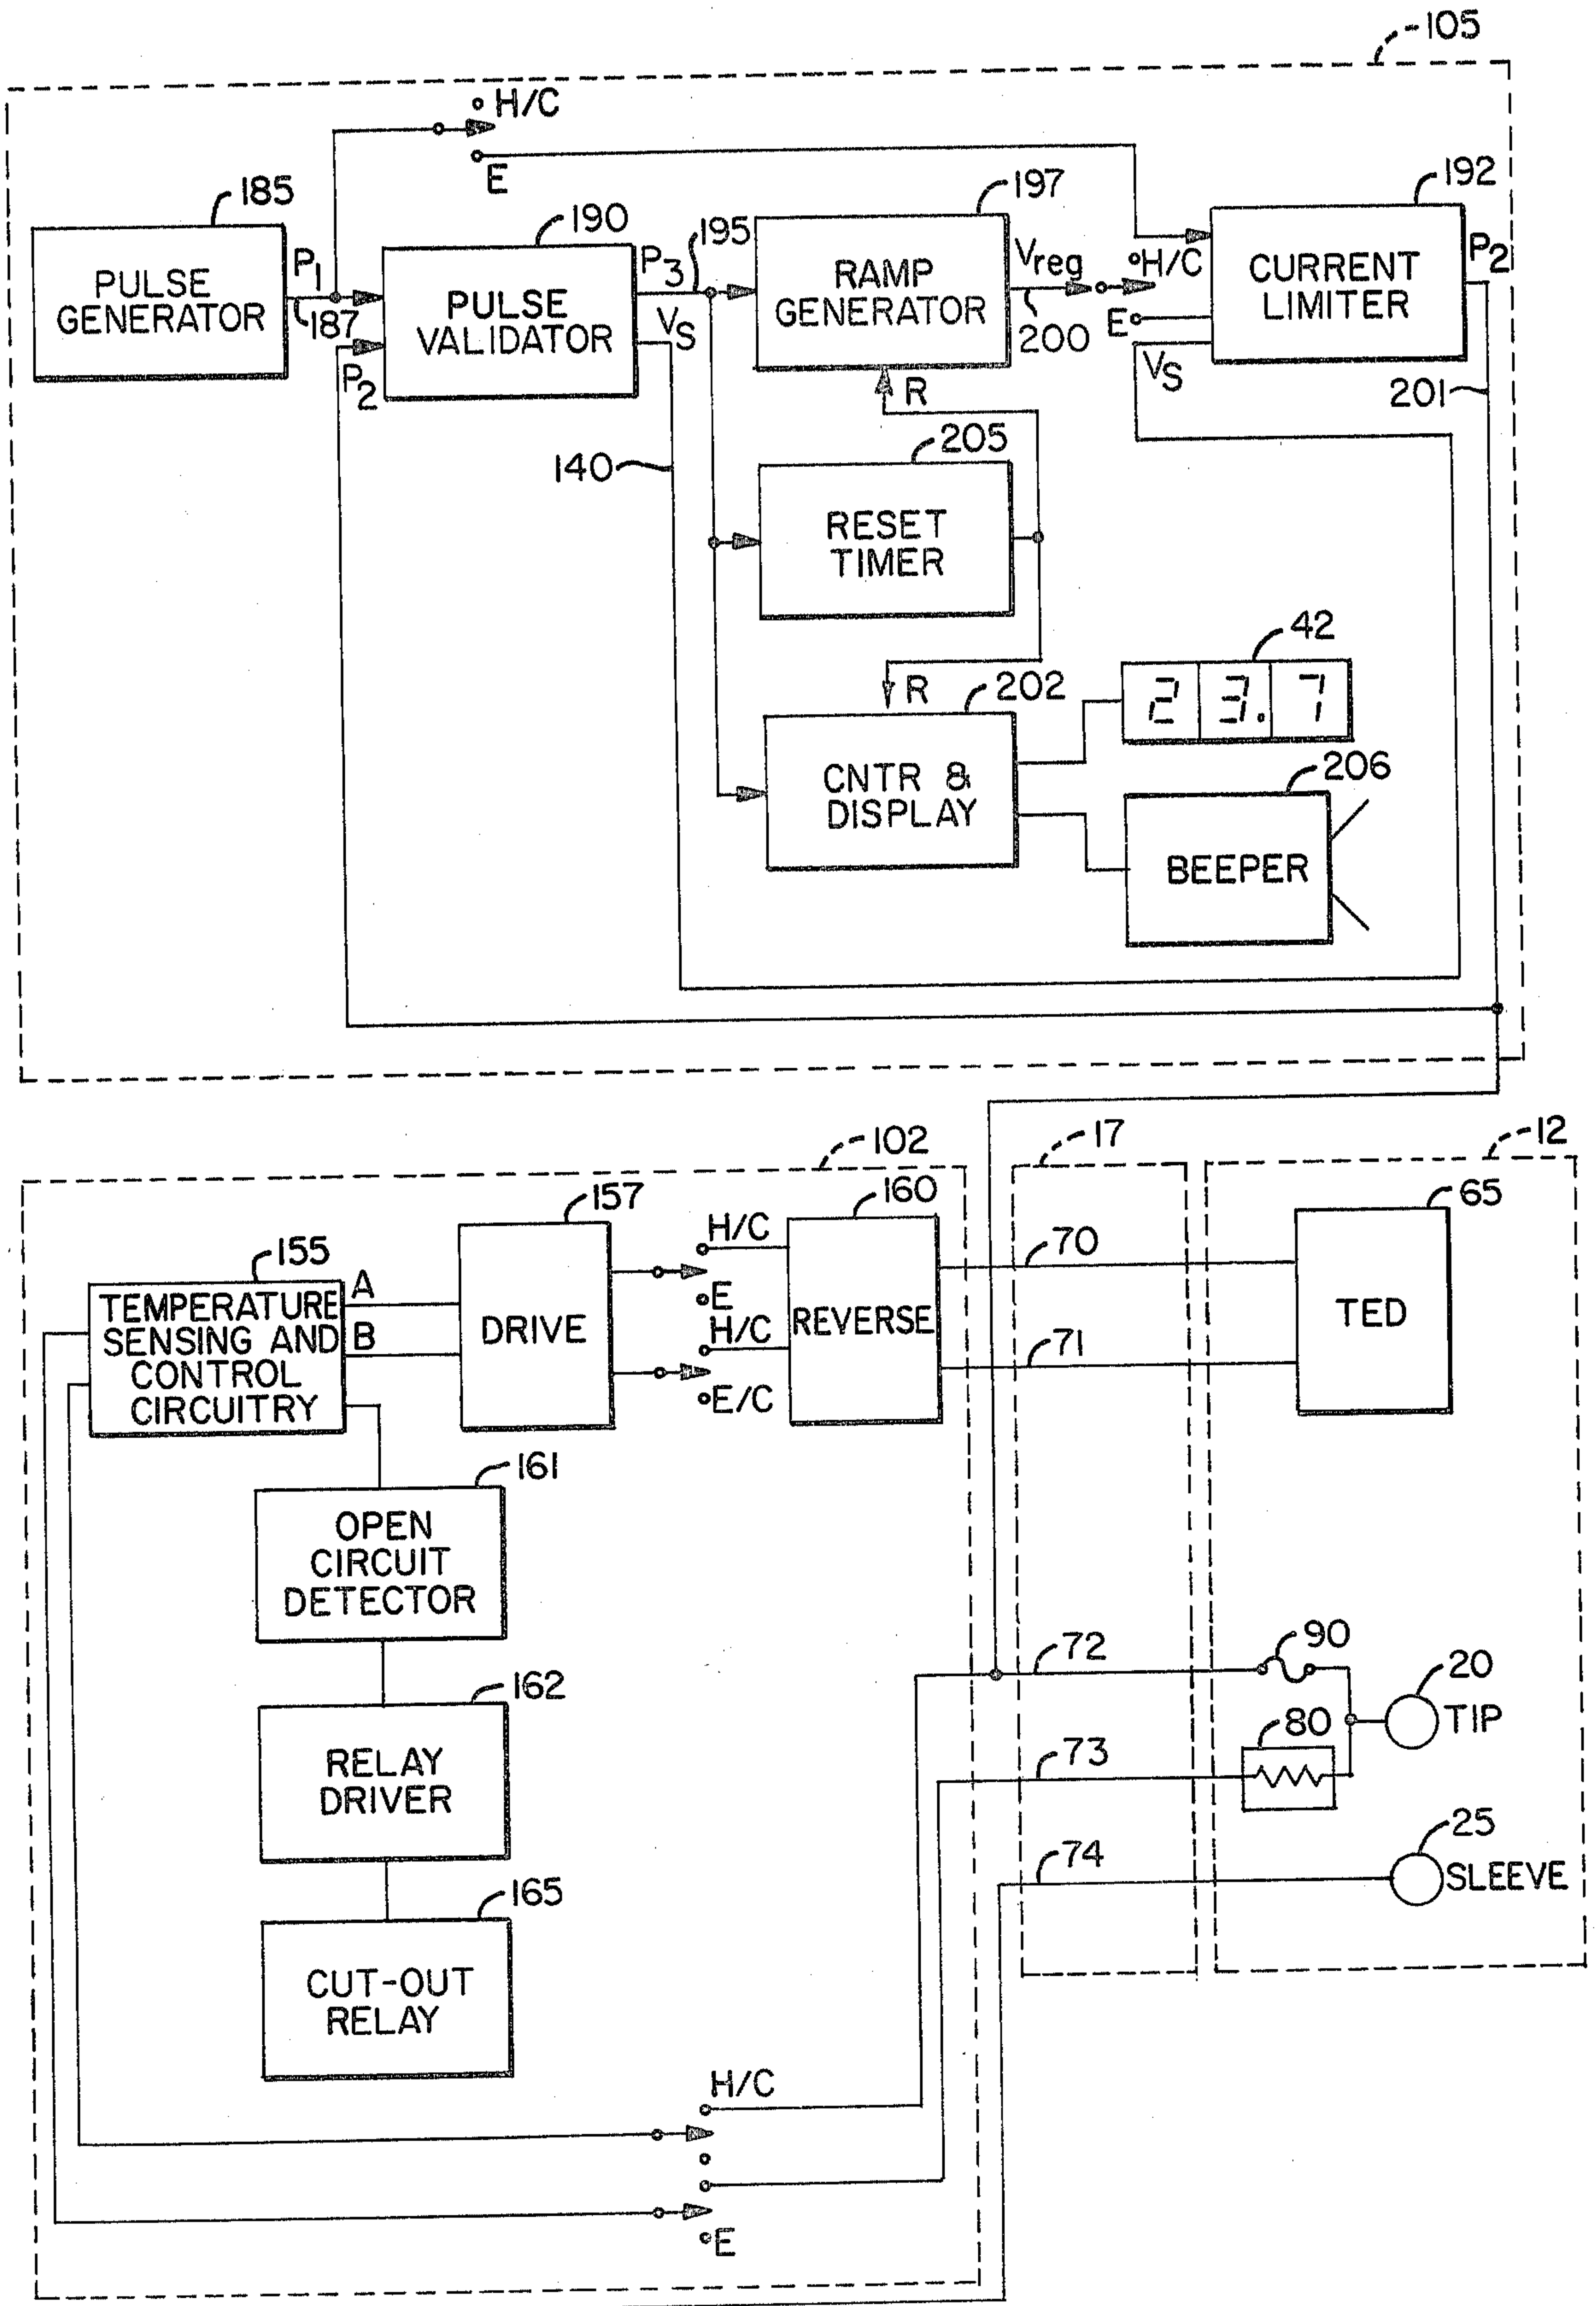 105
H/C
E
185
190
197
192
PULSE
GENERATOR
P1
187
P2
PULSE
VALIDATOR
P3
VS
195
RAMP
GENERATOR
Vreg
200
H/C
E
VS
CURRENT
LIMITER
P2
201
R
140
205
RESET
TIMER
R
202
42
2 3. 7
CNTR &
DISPLAY
206
BEEPER
102
17
12
155
157
160
65
TEMPERATURE
SENSING AND
CONTROL
CIRCUITRY
A
B
DRIVE
H/C
E
H/C
E/C
REVERSE
70
71
TED
161
OPEN
CIRCUIT
DETECTOR
162
RELAY
DRIVER
165
CUT-OUT
RELAY
72
90
20
TIP
80
73
25
74
SLEEVE
H/C
E